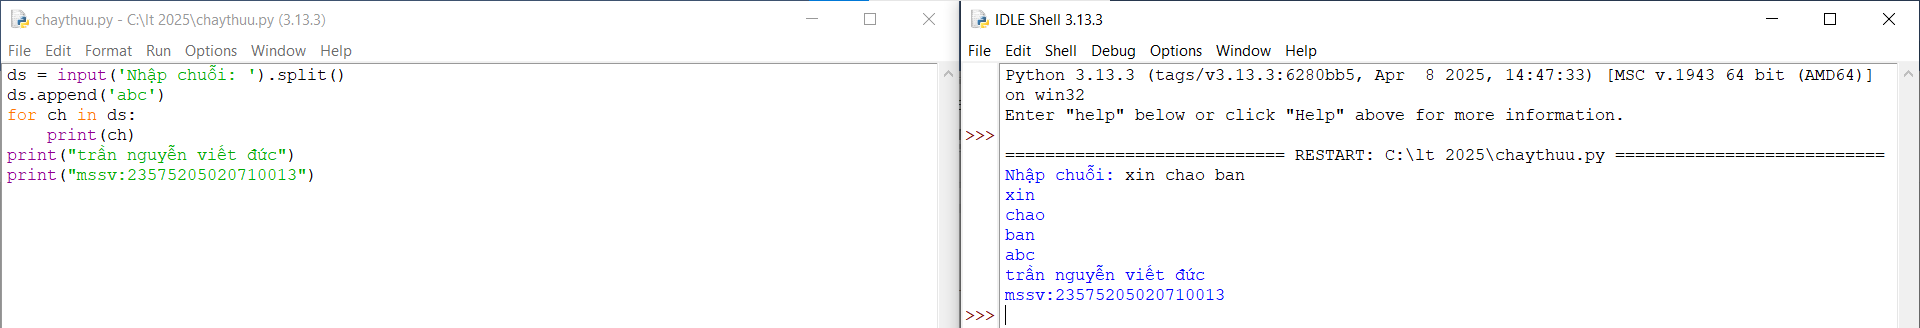 chaythuu.py - C:\lt 2025\chaythuu.py (3.13.3)
File Edit Format Run Options Window Help
ds = input('Nhập chuỗi: ').split()
ds.append('abc')
for ch in ds:
    print(ch)
print("trần nguyễn viết đức")
print("mssv:23575205020710013")
IDLE Shell 3.13.3
File Edit Shell Debug Options Window Help
Python 3.13.3 (tags/v3.13.3:6280bb5, Apr  8 2025, 14:47:33) [MSC v.1943 64 bit (AMD64)]
on win32
Enter "help" below or click "Help" above for more information.
>>>
============================ RESTART: C:\lt 2025\chaythuu.py ===========================
Nhập chuỗi: xin chao ban
xin
chao
ban
abc
trần nguyễn viết đức
mssv:23575205020710013
>>>